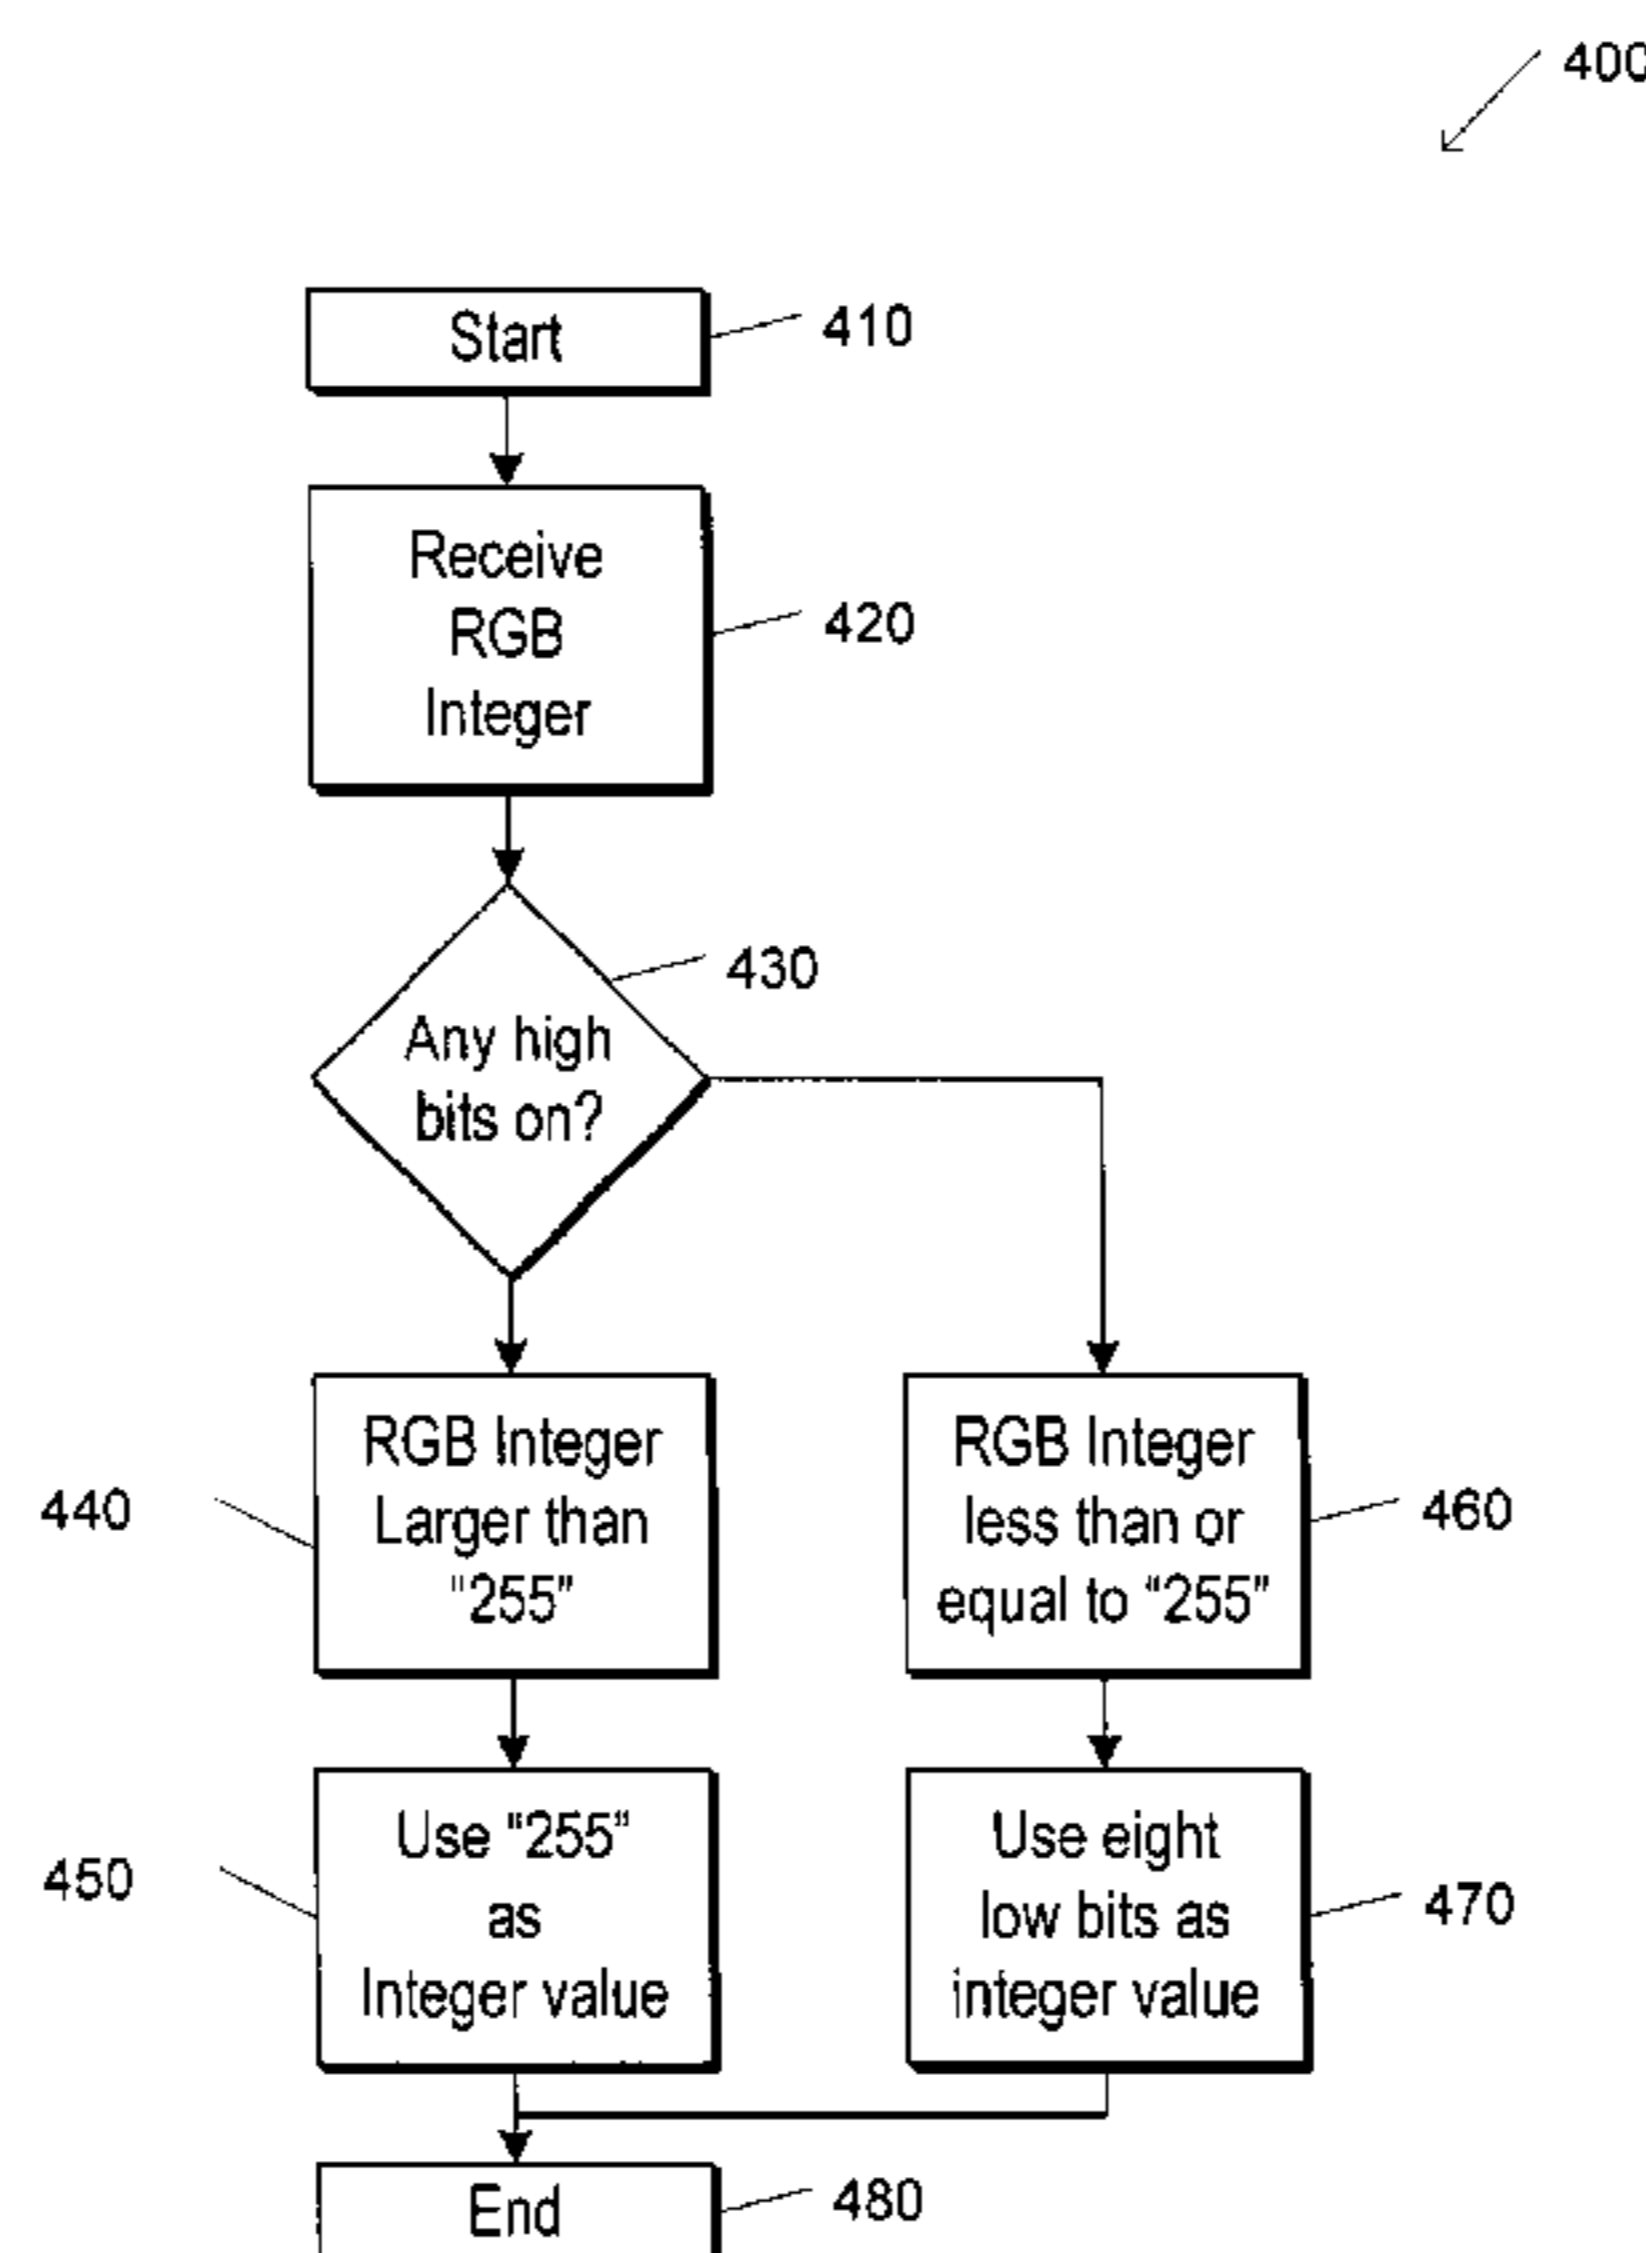 400
Start
410
Receive
RGB
Integer
420
430
Any high
bits on?
RGB Integer
Larger than
"255"
440
RGB Integer
less than or
equal to “255”
460
Use “255”
as
Integer value
450
Use eight
low bits as
integer value
470
End
480